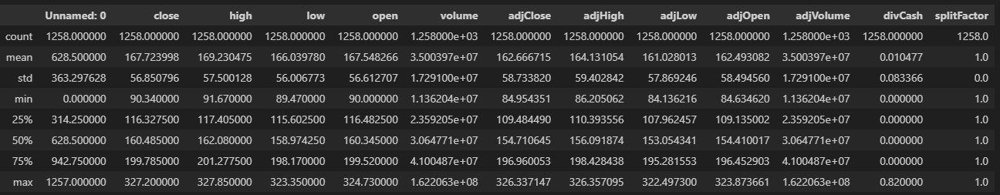 Unnamed: 0 close high low open volume adjClose adjHigh adjLow adjOpen adjVolume divCash splitFactor
count 1258.000000 1258.000000 1258.000000 1258.000000 1258.000000 1.258000e+03 1258.000000 1258.000000 1258.000000 1258.000000 1.258000e+03 1258.000000 1258.0
mean 628.500000 167.723998 169.230475 166.039780 167.548266 3.500397e+07 162.666715 164.131054 161.028013 162.493082 3.500397e+07 0.010477 1.0
std 363.297628 56.850796 57.500128 56.006773 56.612707 1.729100e+07 58.733820 59.402842 57.869246 58.494560 1.729100e+07 0.083366 0.0
min 0.000000 90.340000 91.670000 89.470000 90.000000 1.136204e+07 84.954351 86.205062 84.136216 84.634620 1.136204e+07 0.000000 1.0
25% 314.250000 116.327500 117.405000 115.602500 116.482500 2.359205e+07 109.484490 110.393556 107.962457 109.135002 2.359205e+07 0.000000 1.0
50% 628.500000 160.485000 162.080000 158.974250 160.345000 3.064771e+07 154.710645 156.091874 153.054341 154.410017 3.064771e+07 0.000000 1.0
75% 942.750000 199.785000 201.277500 198.170000 199.520000 4.100487e+07 196.960053 198.428438 195.281553 196.452903 4.100487e+07 0.000000 1.0
max 1257.000000 327.200000 327.850000 323.350000 324.730000 1.622063e+08 326.337147 326.357095 322.497300 323.873661 1.622063e+08 0.820000 1.0